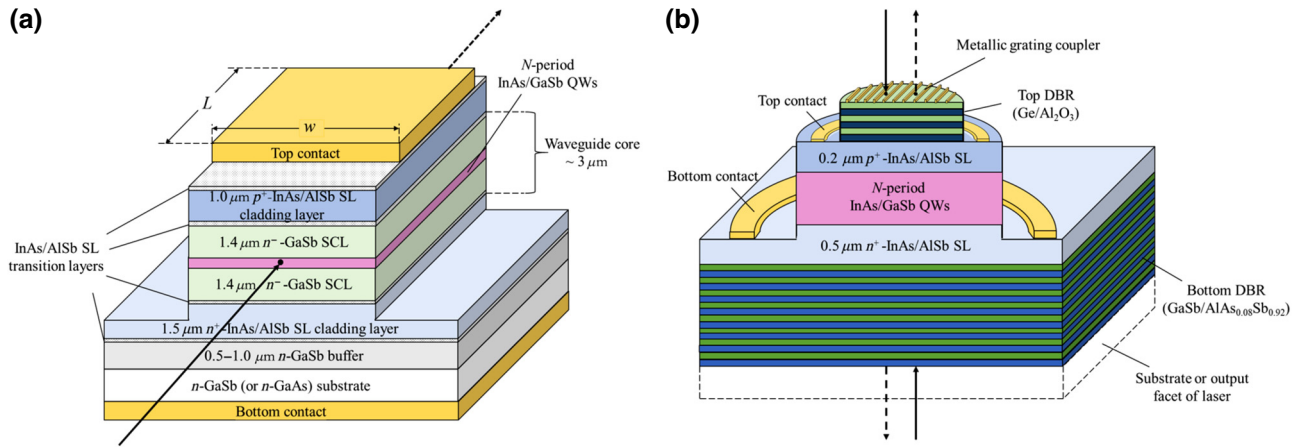 (a)
L
w
Top contact
N-period
InAs/GaSb QWs
Waveguide core
~ 3 μm
1.0 μm p⁺-InAs/AlSb SL
cladding layer
InAs/AlSb SL
transition layers
1.4 μm n⁻-GaSb SCL
1.4 μm n⁻-GaSb SCL
1.5 μm n⁺-InAs/AlSb SL cladding layer
0.5–1.0 μm n-GaSb buffer
n-GaSb (or n-GaAs) substrate
Bottom contact
(b)
Metallic grating coupler
Top contact
Top DBR
(Ge/Al₂O₃)
0.2 μm p⁺-InAs/AlSb SL
Bottom contact
N-period
InAs/GaSb QWs
0.5 μm n⁺-InAs/AlSb SL
Bottom DBR
(GaSb/AlAs₀.₀₈Sb₀.₉₂)
Substrate or output
facet of laser